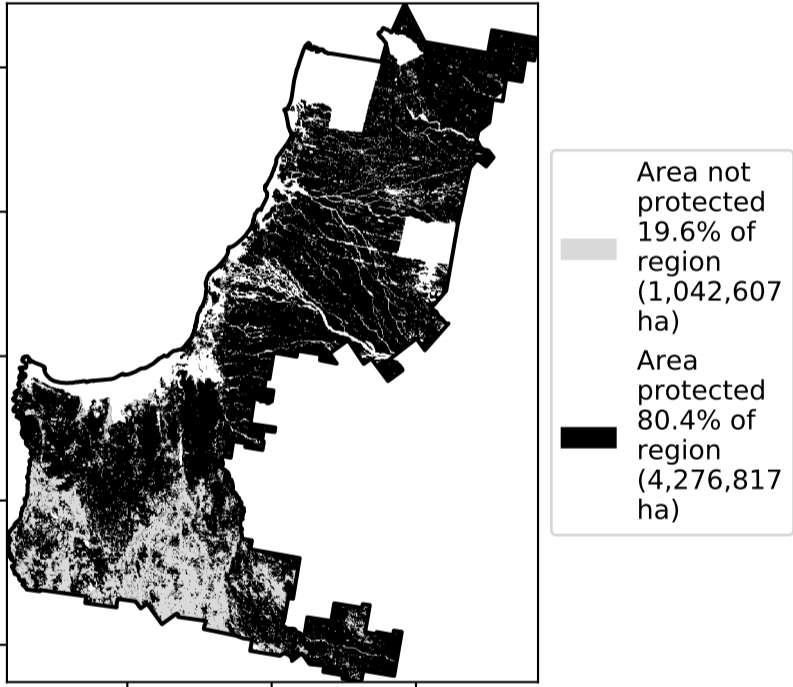 Area not
protected
19.6% of
region
(1,042,607
ha)
Area
protected
80.4% of
region
(4,276,817
ha)